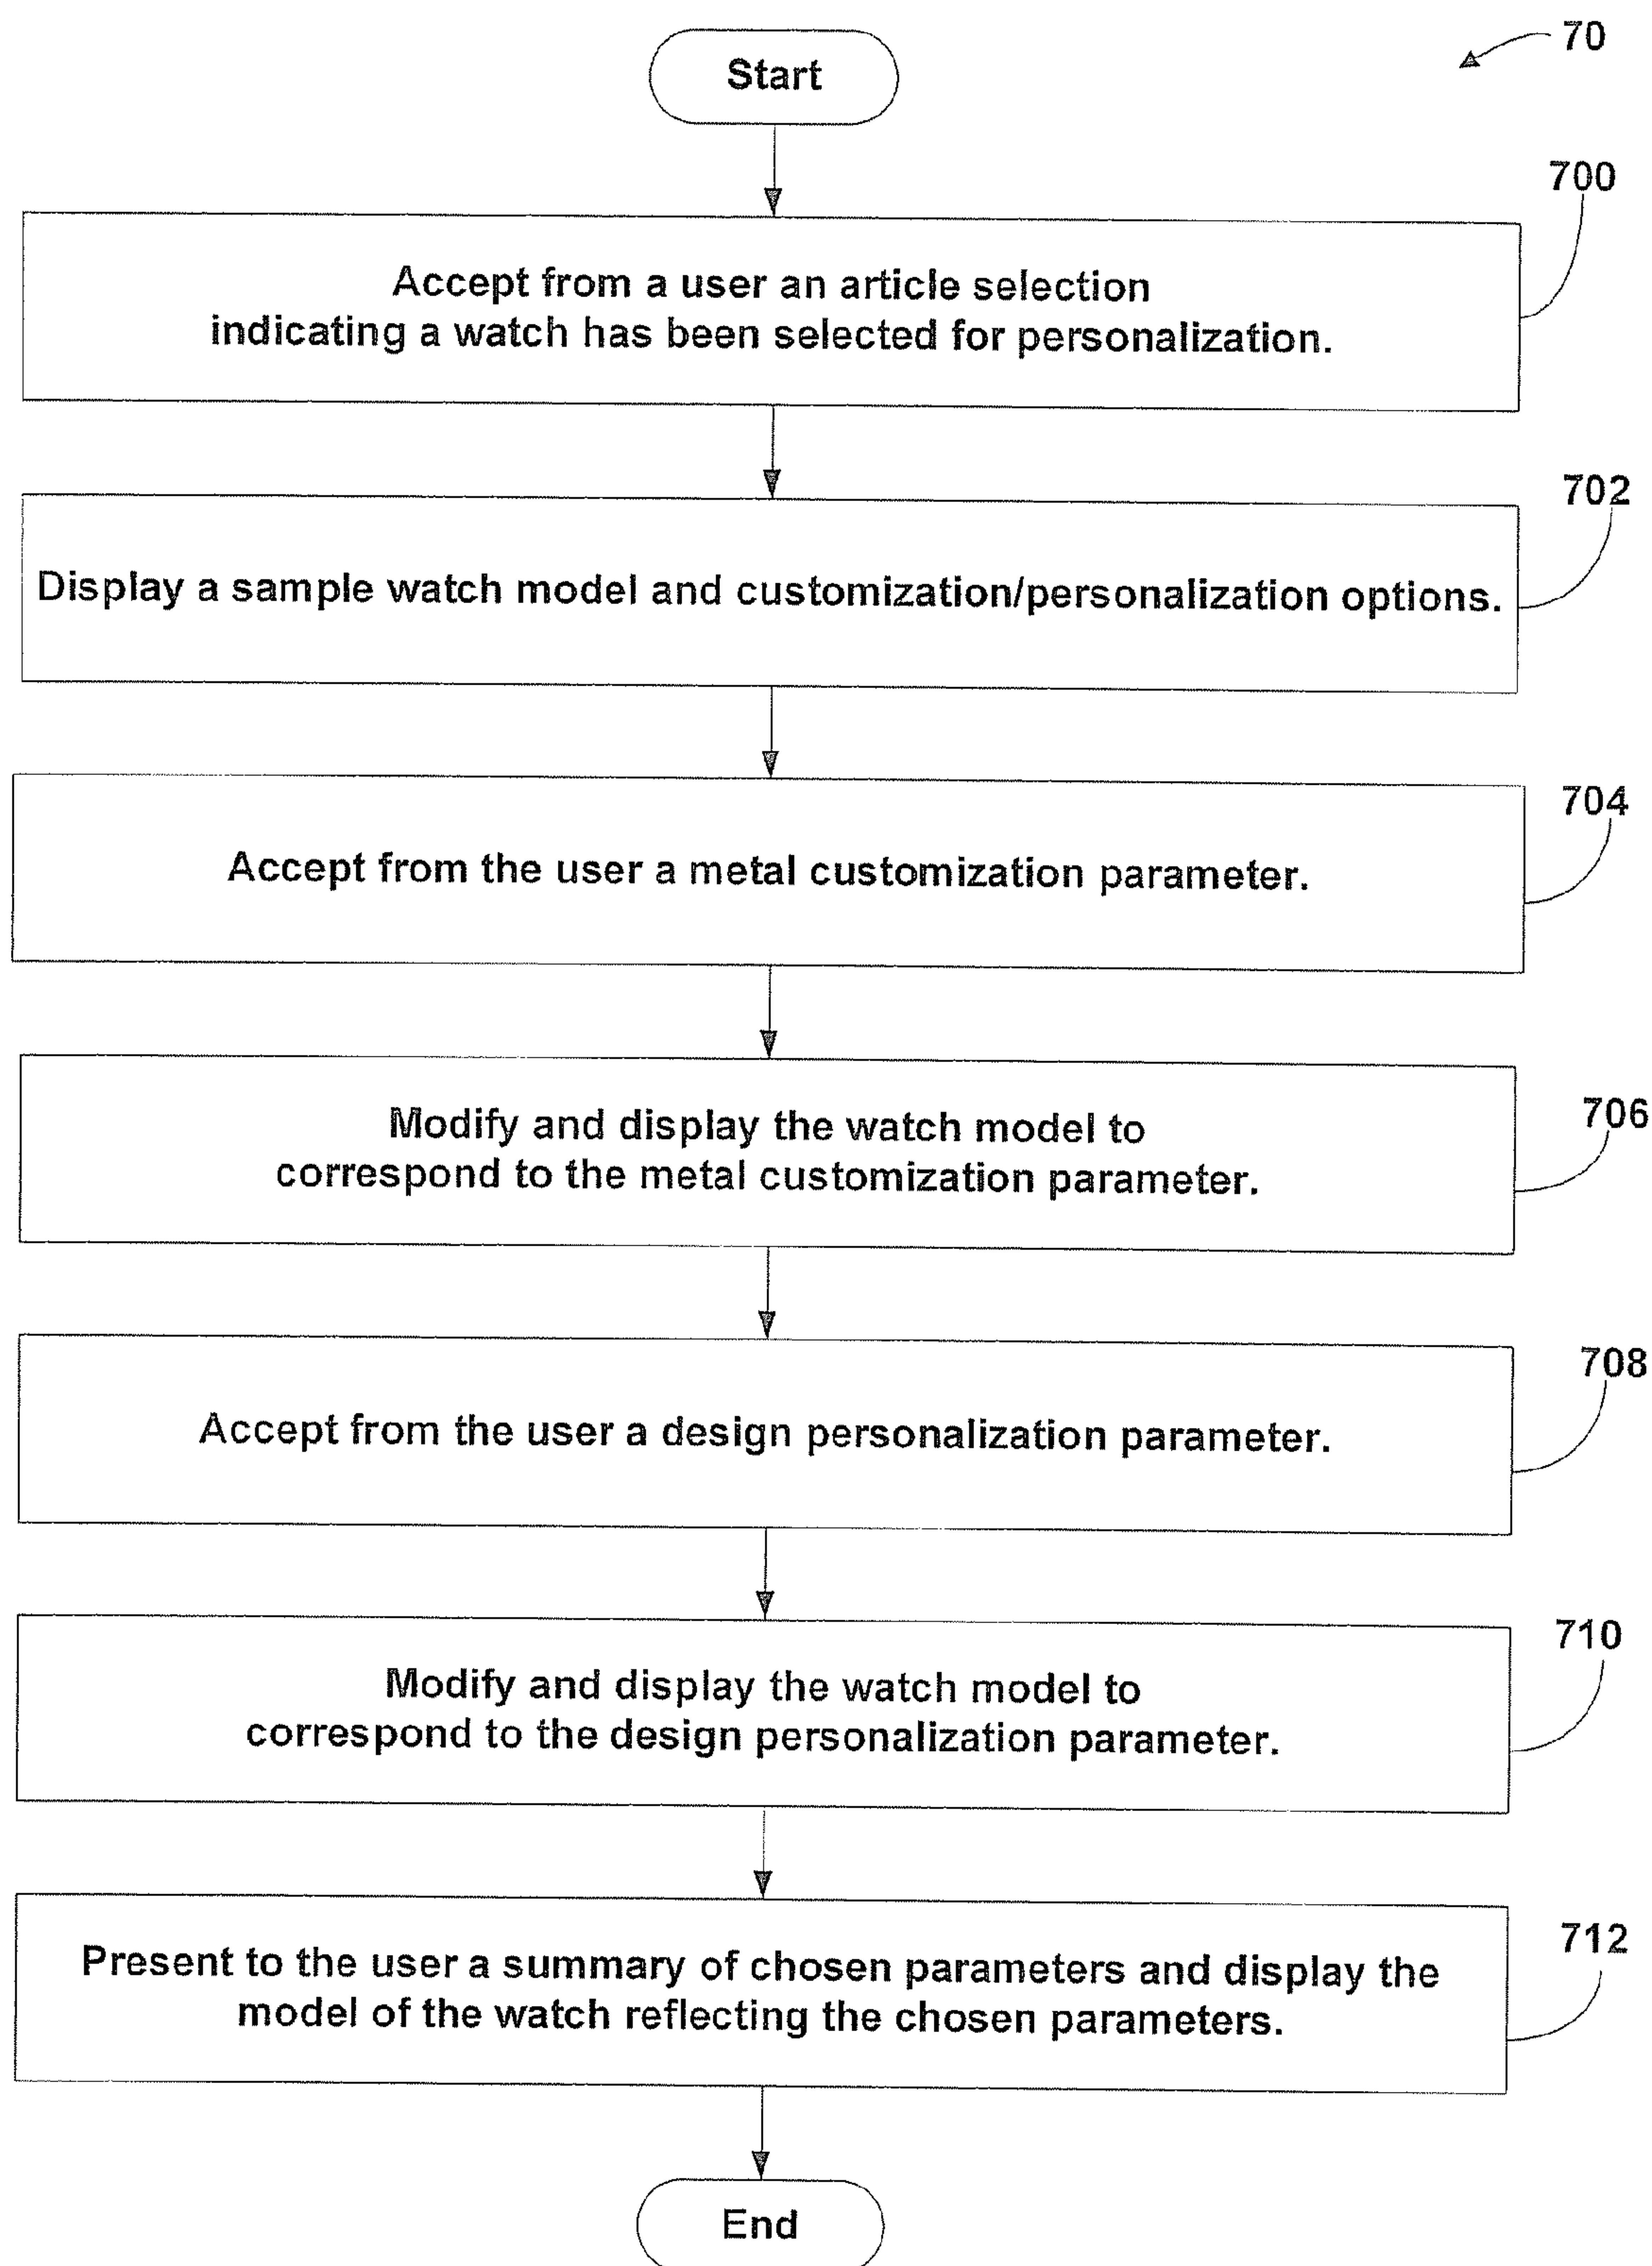 70
Start
700
Accept from a user an article selection
indicating a watch has been selected for personalization.
702
Display a sample watch model and customization/personalization options.
704
Accept from the user a metal customization parameter.
706
Modify and display the watch model to
correspond to the metal customization parameter.
708
Accept from the user a design personalization parameter.
710
Modify and display the watch model to
correspond to the design personalization parameter.
712
Present to the user a summary of chosen parameters and display the
model of the watch reflecting the chosen parameters.
End